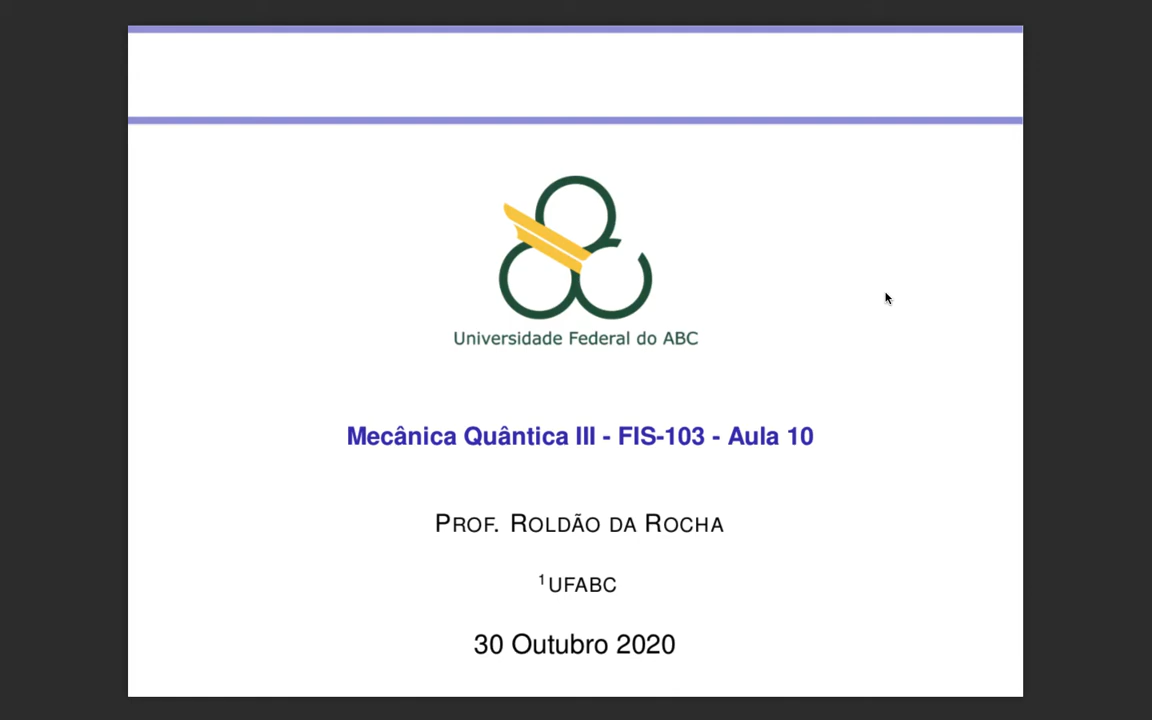 Universidade Federal do ABC
Mecânica Quântica III - FIS-103 - Aula 10
PROF. ROLDÃO DA ROCHA
¹UFABC
30 Outubro 2020